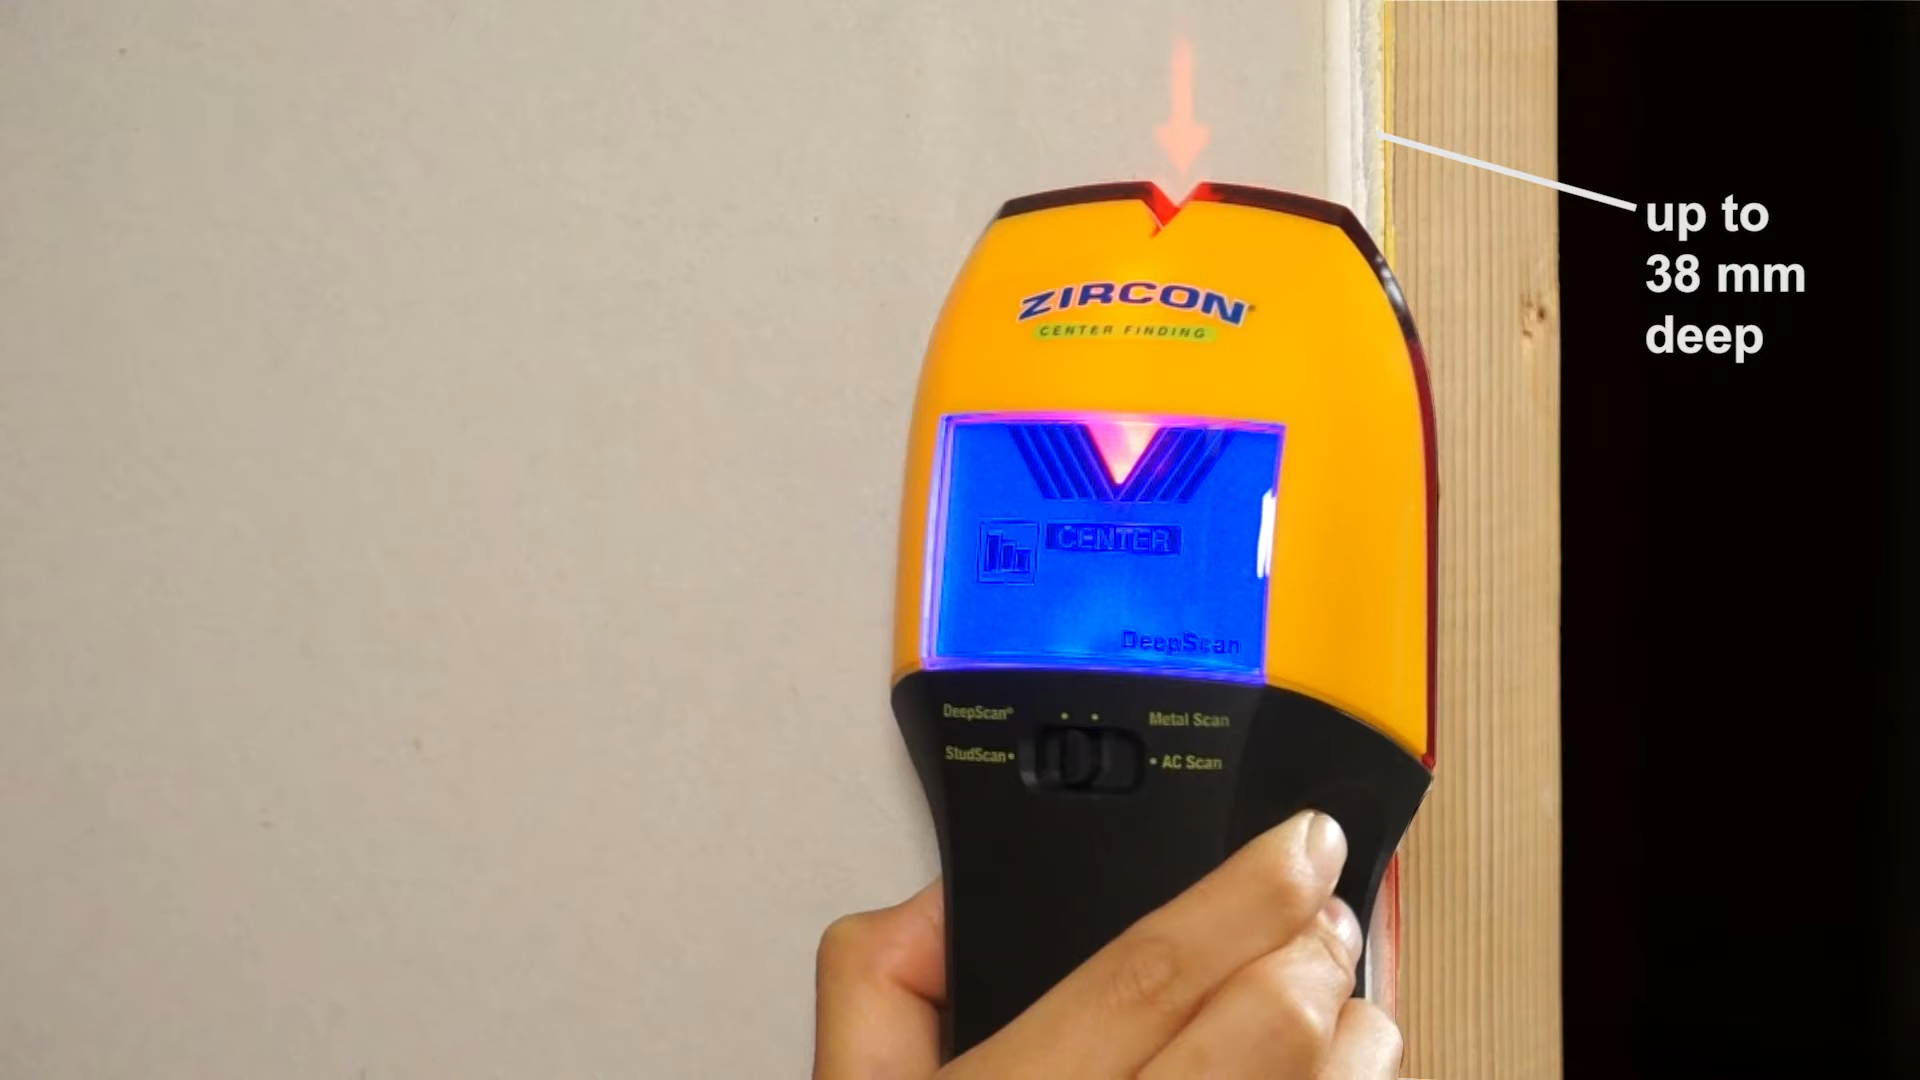 up to
38 mm
deep
ZIRCON®
CENTER FINDING
CENTER
DeepScan
DeepScan®
Metal Scan
StudScan
AC Scan